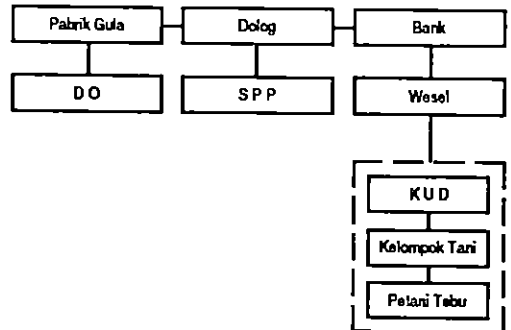 Pabrik Gula
Dolog
Bank
D O
S P P
Wesel
K U D
Kelompok Tani
Petani Tebu